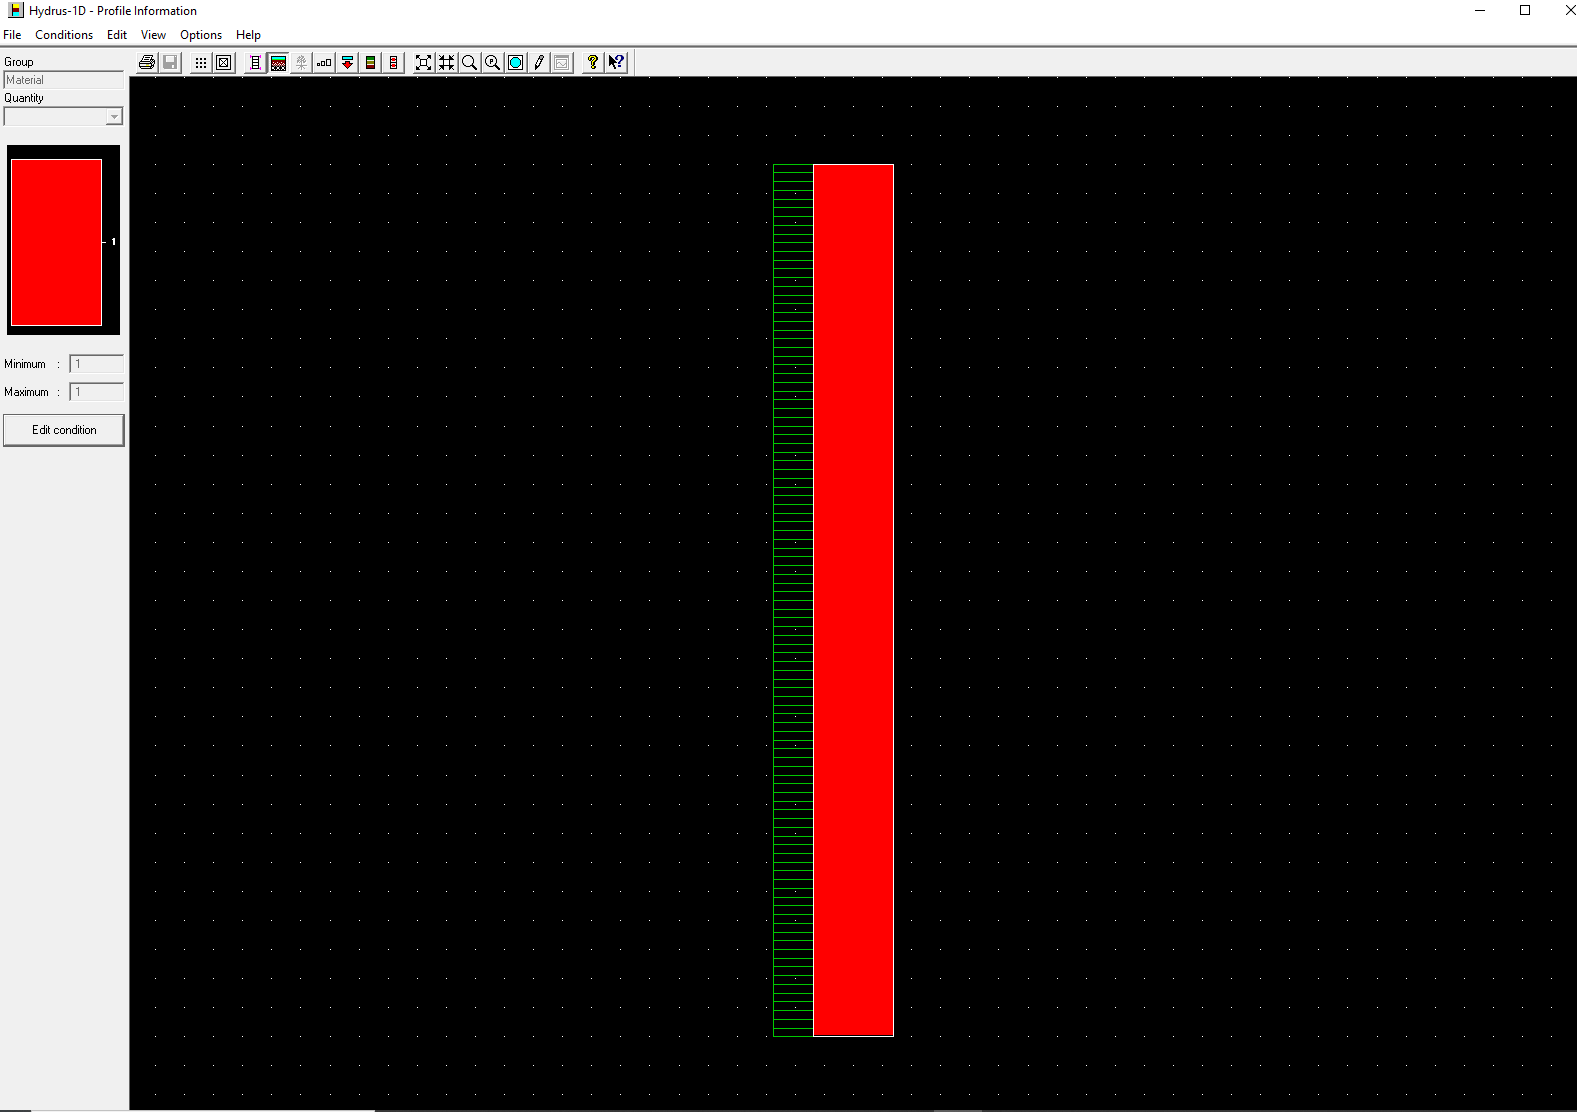 Hydrus-1D - Profile Information
File Conditions Edit View Options Help
Group
Material
Quantity
1
Minimum : 1
Maximum : 1
Edit condition